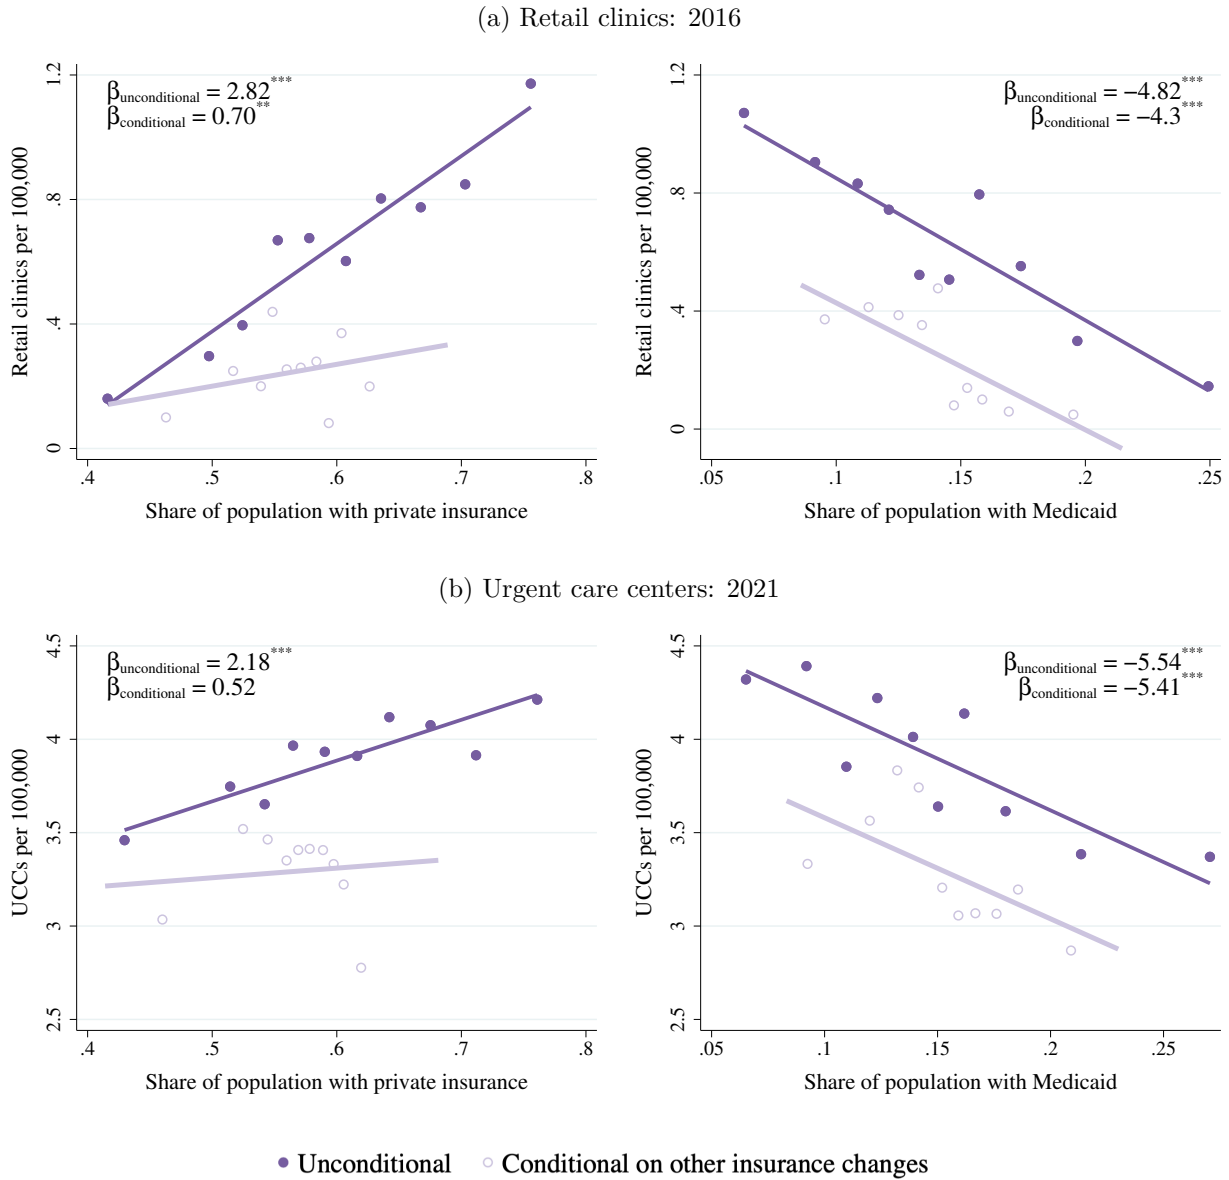 (a) Retail clinics: 2016
βunconditional = 2.82***
βconditional = 0.70**
Retail clinics per 100,000
0 .4 .8 1.2
.4 .5 .6 .7 .8
Share of population with private insurance
βunconditional = −4.82***
βconditional = −4.3***
Retail clinics per 100,000
0 .4 .8 1.2
.05 .1 .15 .2 .25
Share of population with Medicaid
(b) Urgent care centers: 2021
βunconditional = 2.18***
βconditional = 0.52
UCCs per 100,000
2.5 3 3.5 4 4.5
.4 .5 .6 .7 .8
Share of population with private insurance
βunconditional = −5.54***
βconditional = −5.41***
UCCs per 100,000
2.5 3 3.5 4 4.5
.05 .1 .15 .2 .25
Share of population with Medicaid
Unconditional Conditional on other insurance changes